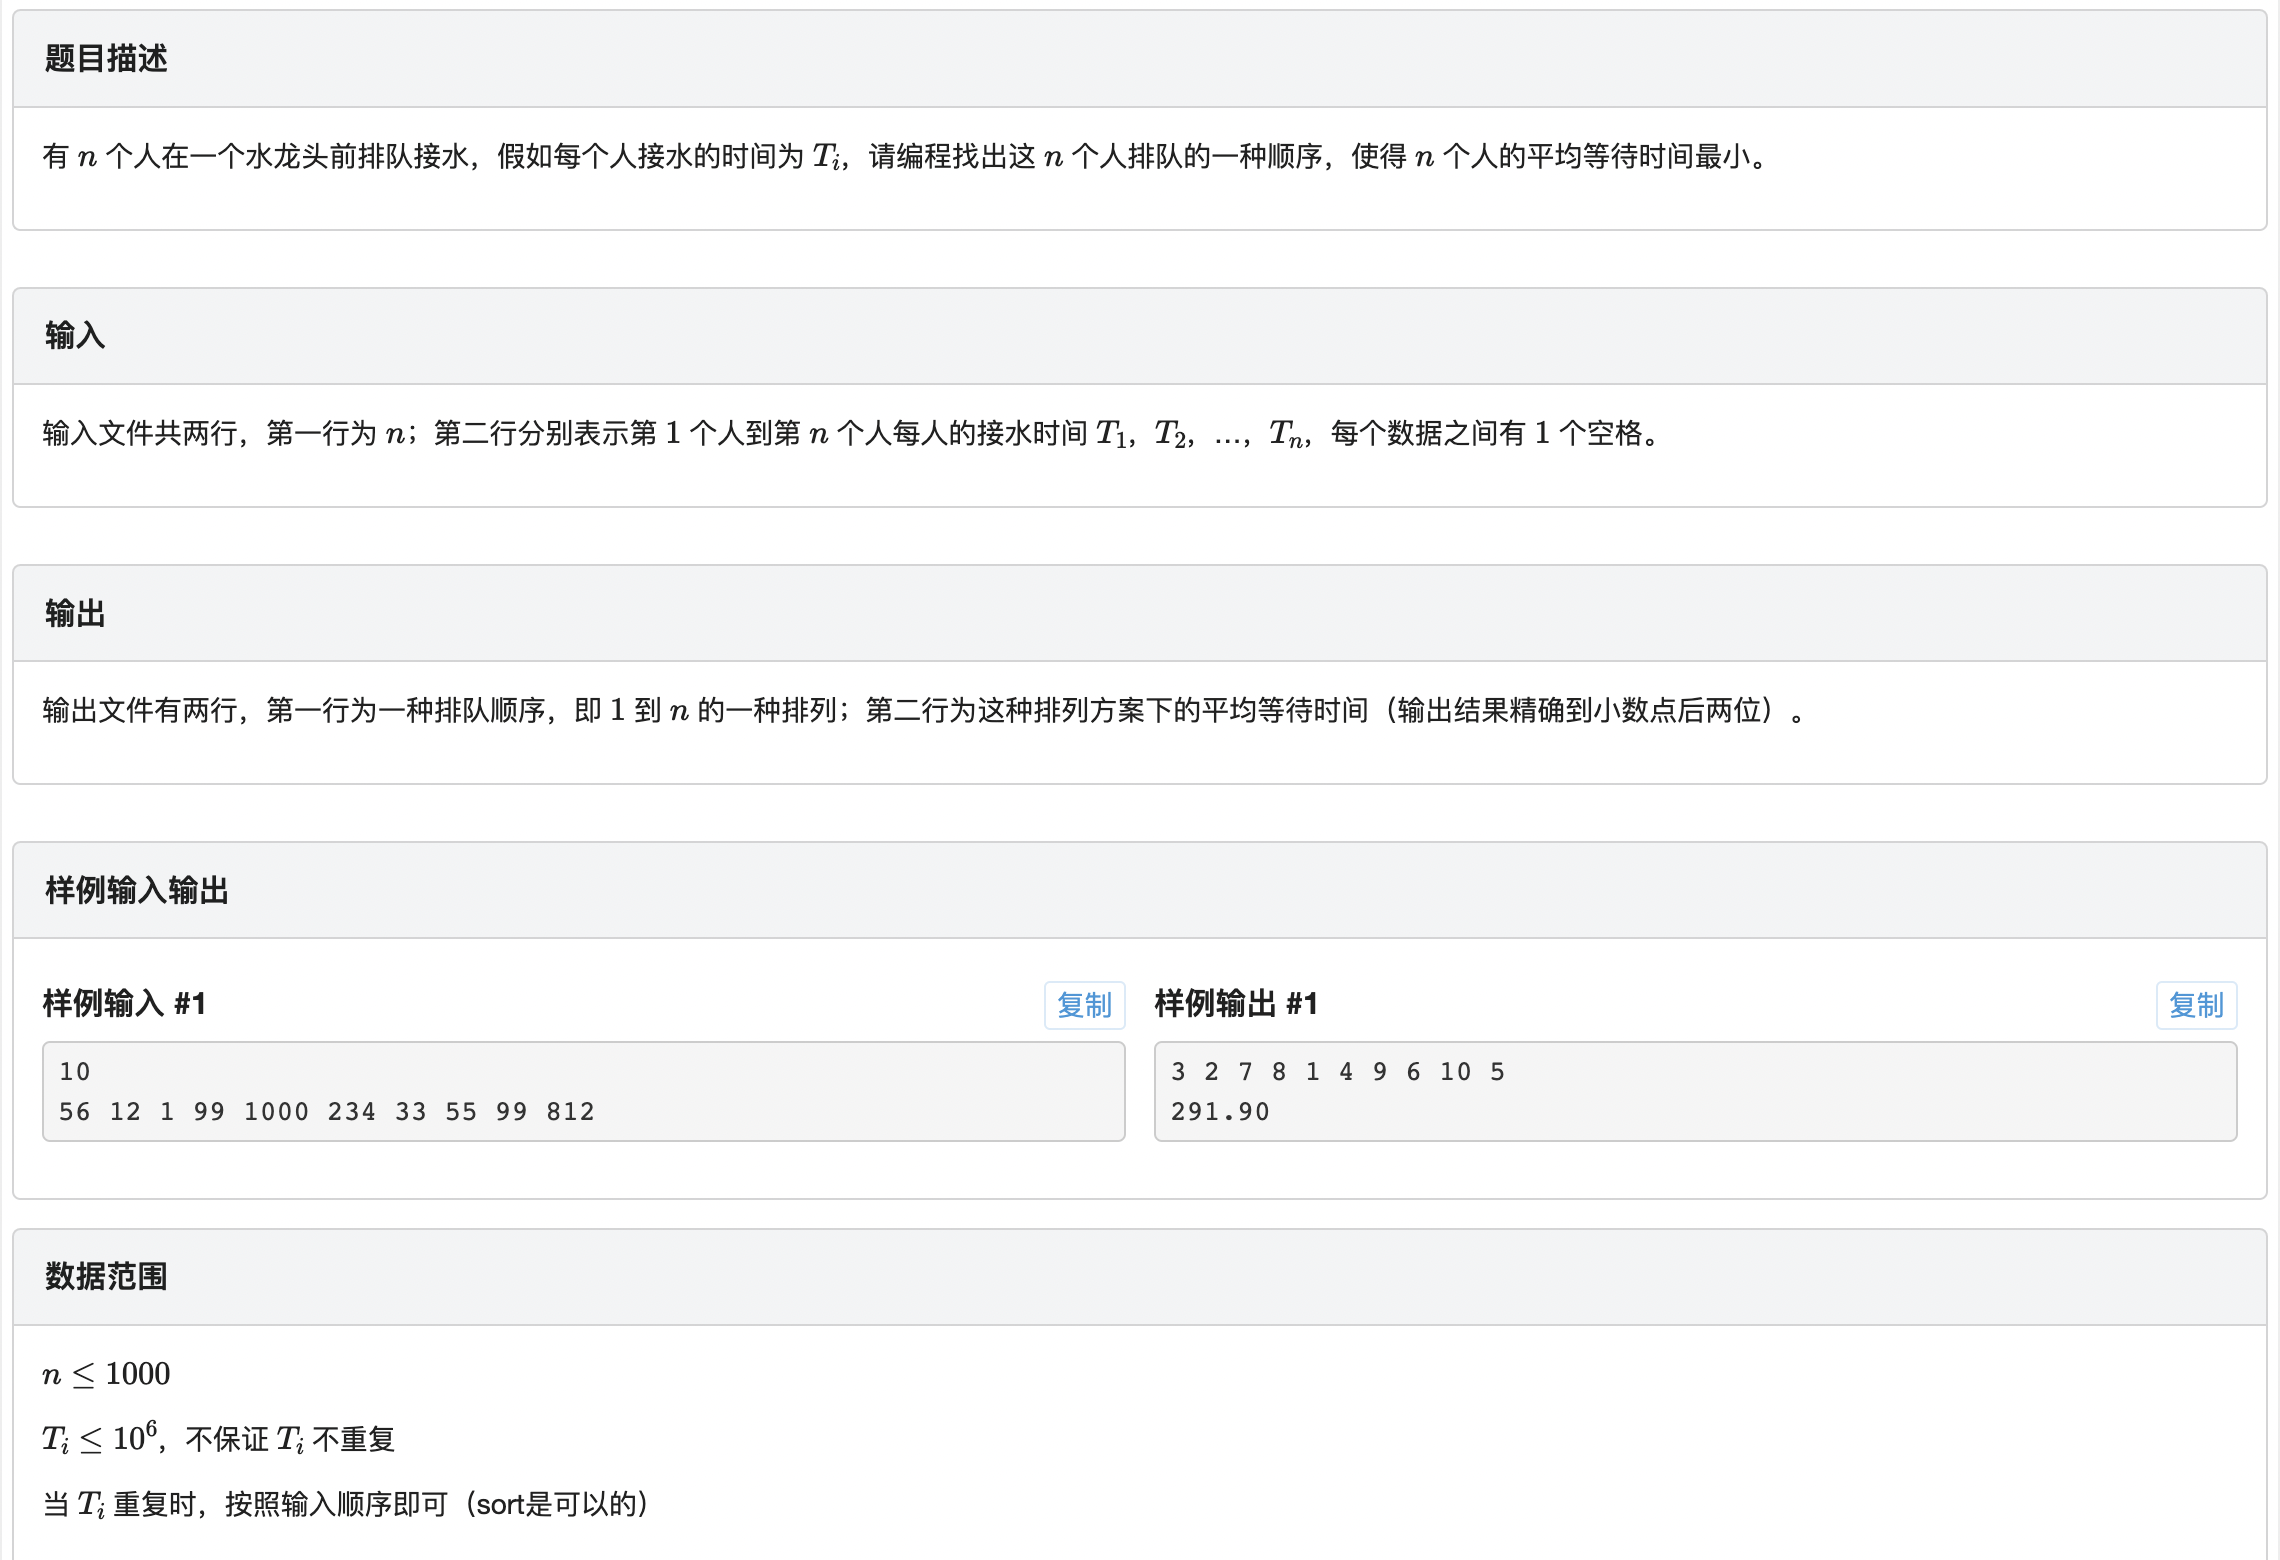 题目描述
有 n 个人在一个水龙头前排队接水，假如每个人接水的时间为 Tᵢ，请编程找出这 n 个人排队的一种顺序，使得 n 个人的平均等待时间最小。
输入
输入文件共两行，第一行为 n；第二行分别表示第 1 个人到第 n 个人每人的接水时间 T₁，T₂，…，Tₙ，每个数据之间有 1 个空格。
输出
输出文件有两行，第一行为一种排队顺序，即 1 到 n 的一种排列；第二行为这种排列方案下的平均等待时间（输出结果精确到小数点后两位）。
样例输入输出
样例输入 #1
复制
10
56 12 1 99 1000 234 33 55 99 812
样例输出 #1
复制
3 2 7 8 1 4 9 6 10 5
291.90
数据范围
n ≤ 1000
Tᵢ ≤ 10⁶，不保证 Tᵢ 不重复
当 Tᵢ 重复时，按照输入顺序即可（sort是可以的）